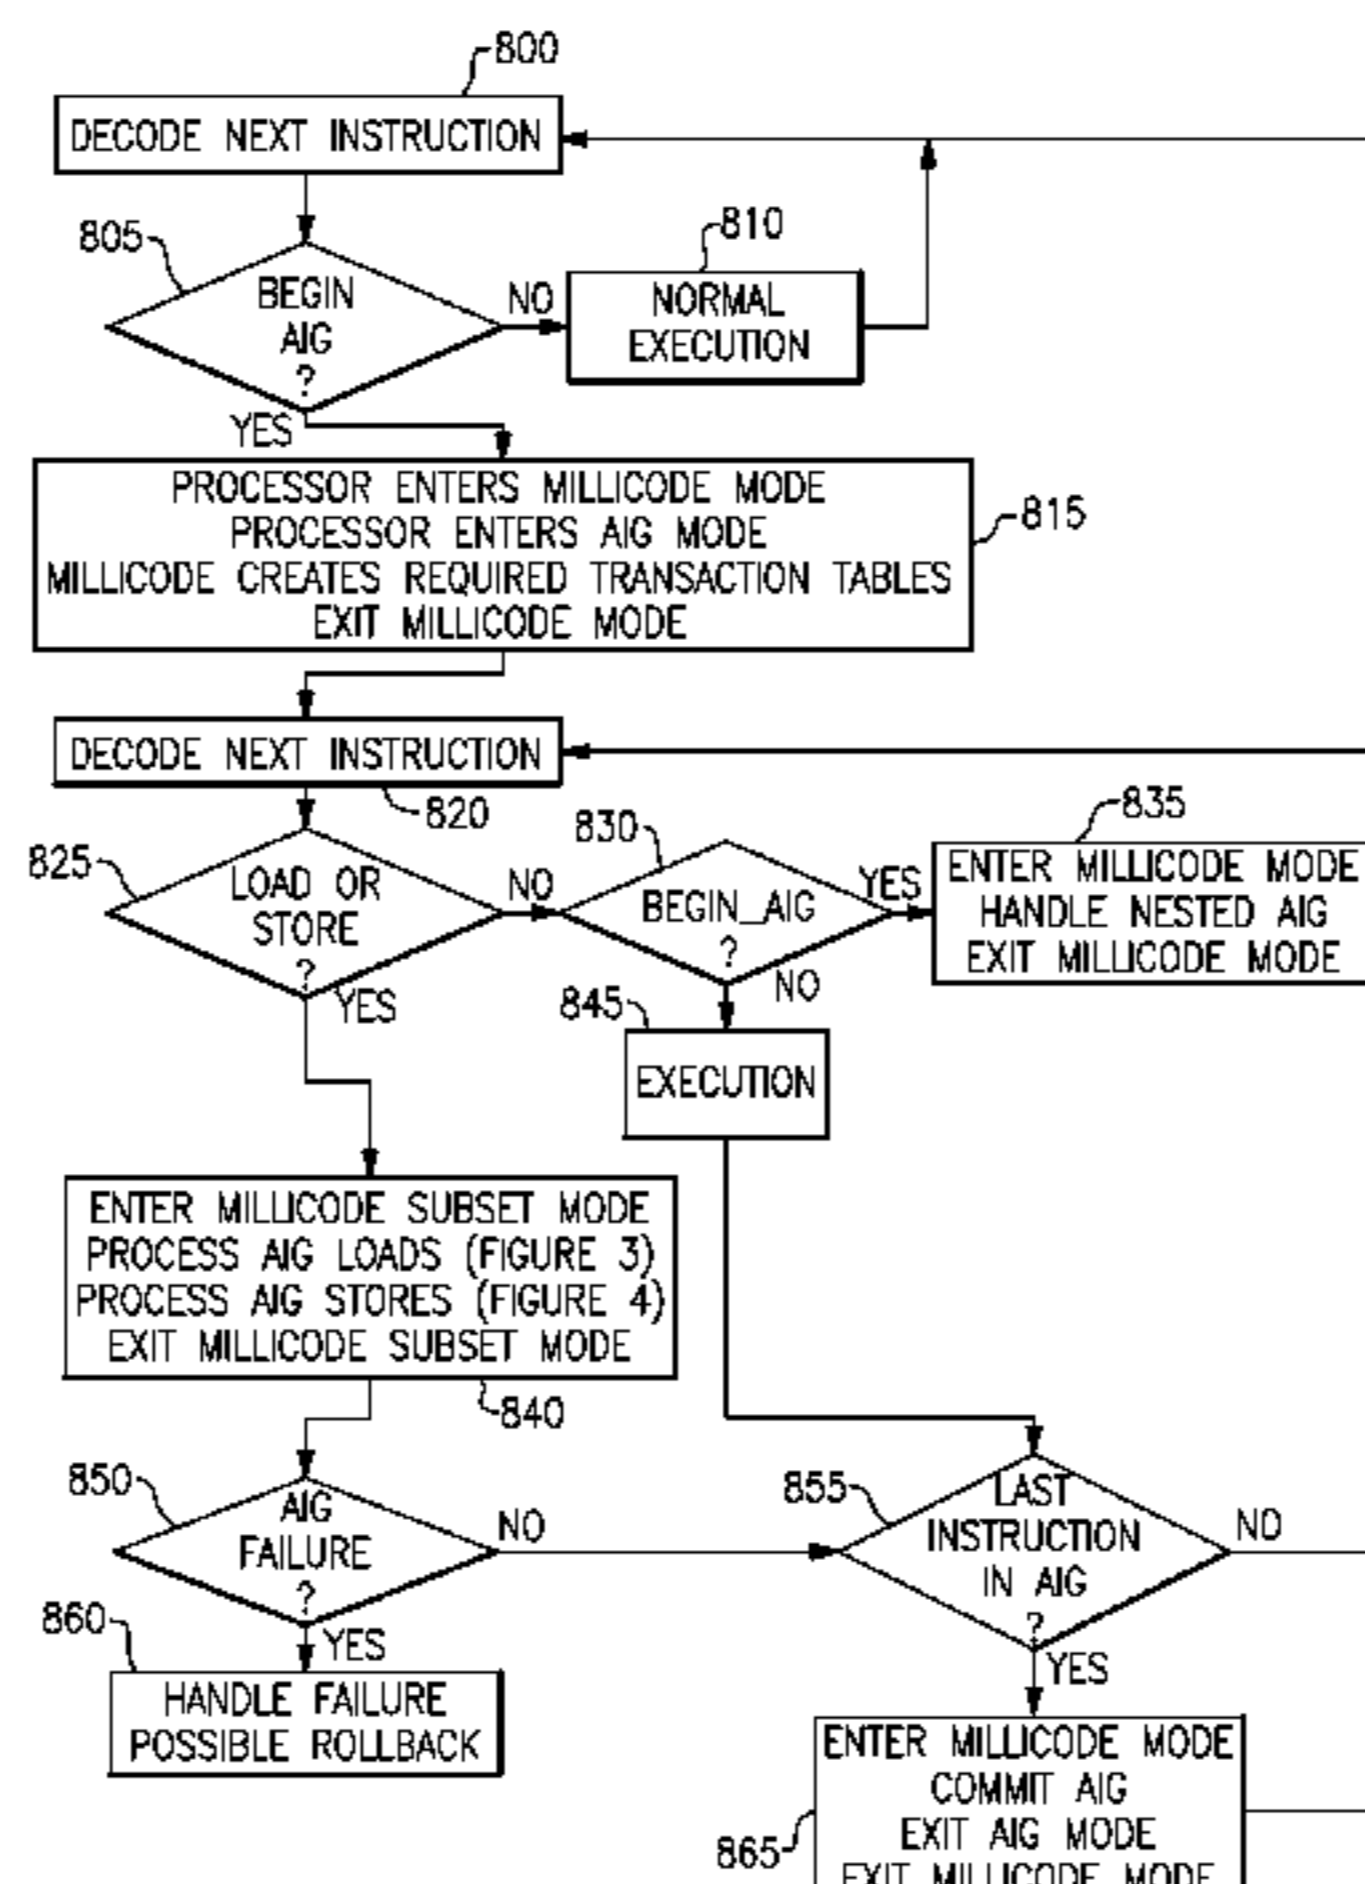 800
DECODE NEXT INSTRUCTION
805
BEGIN
AIG
?
NO
810
NORMAL
EXECUTION
YES
PROCESSOR ENTERS MILLICODE MODE
PROCESSOR ENTERS AIG MODE
MILLICODE CREATES REQUIRED TRANSACTION TABLES
EXIT MILLICODE MODE
815
DECODE NEXT INSTRUCTION
820
825
LOAD OR
STORE
?
NO
YES
830
BEGIN_AIG
?
YES
NO
835
ENTER MILLICODE MODE
HANDLE NESTED AIG
EXIT MILLICODE MODE
845
EXECUTION
ENTER MILLICODE SUBSET MODE
PROCESS AIG LOADS (FIGURE 3)
PROCESS AIG STORES (FIGURE 4)
EXIT MILLICODE SUBSET MODE
840
850
AIG
FAILURE
?
NO
YES
855
LAST
INSTRUCTION
IN AIG
?
NO
YES
860
HANDLE FAILURE
POSSIBLE ROLLBACK
ENTER MILLICODE MODE
COMMIT AIG
EXIT AIG MODE
EXIT MILLICODE MODE
865